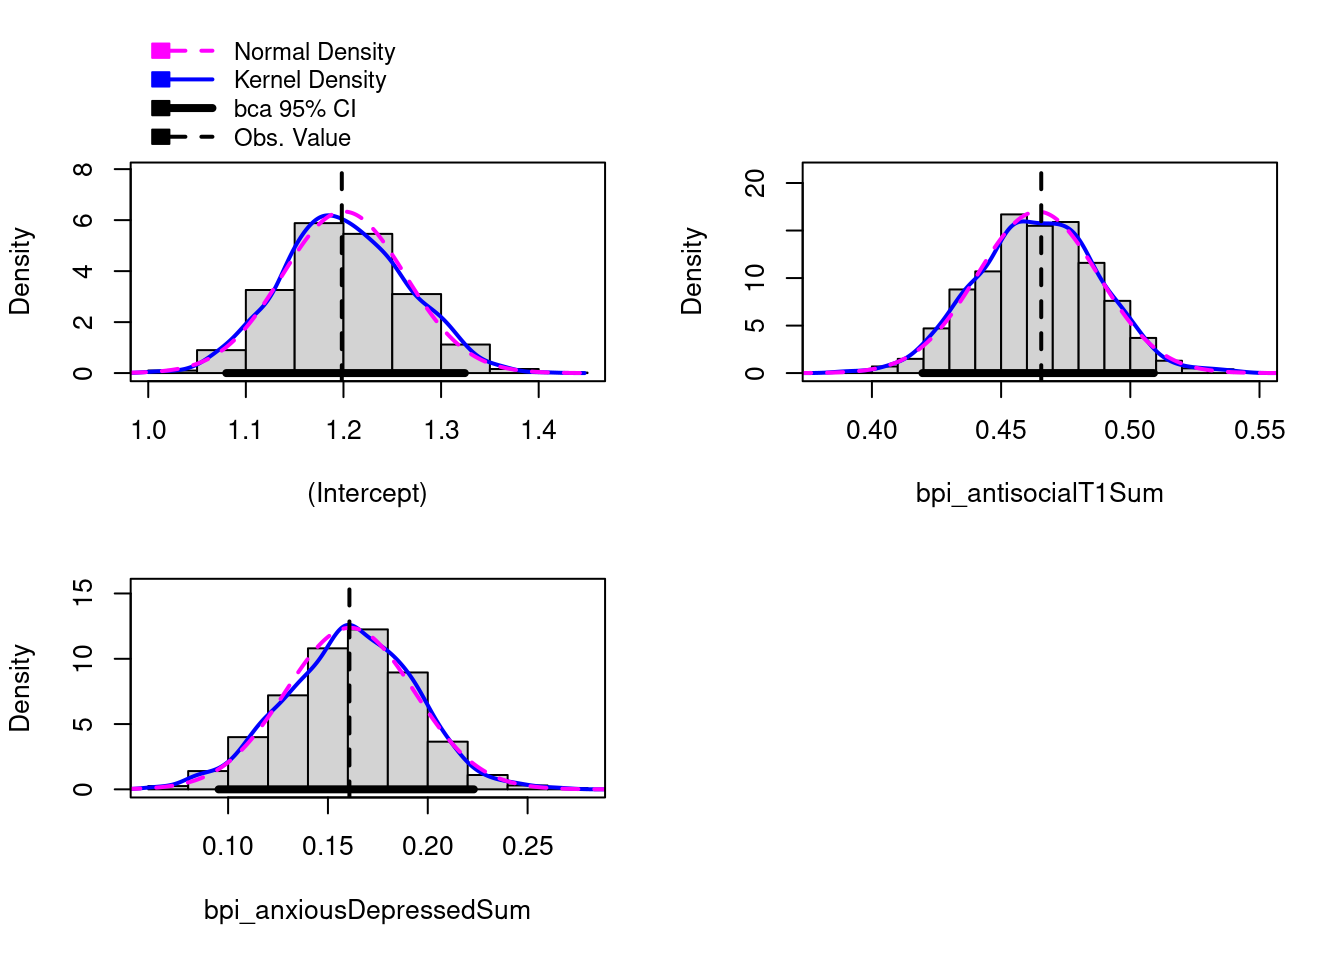 Normal Density
Kernel Density
bca 95% CI
Obs. Value
Density
0 2 4 6 8
1.0 1.1 1.2 1.3 1.4
(Intercept)
Density
0 5 10 20
0.40 0.45 0.50 0.55
bpi_antisocialT1Sum
Density
0 5 10 15
0.10 0.15 0.20 0.25
bpi_anxiousDepressedSum